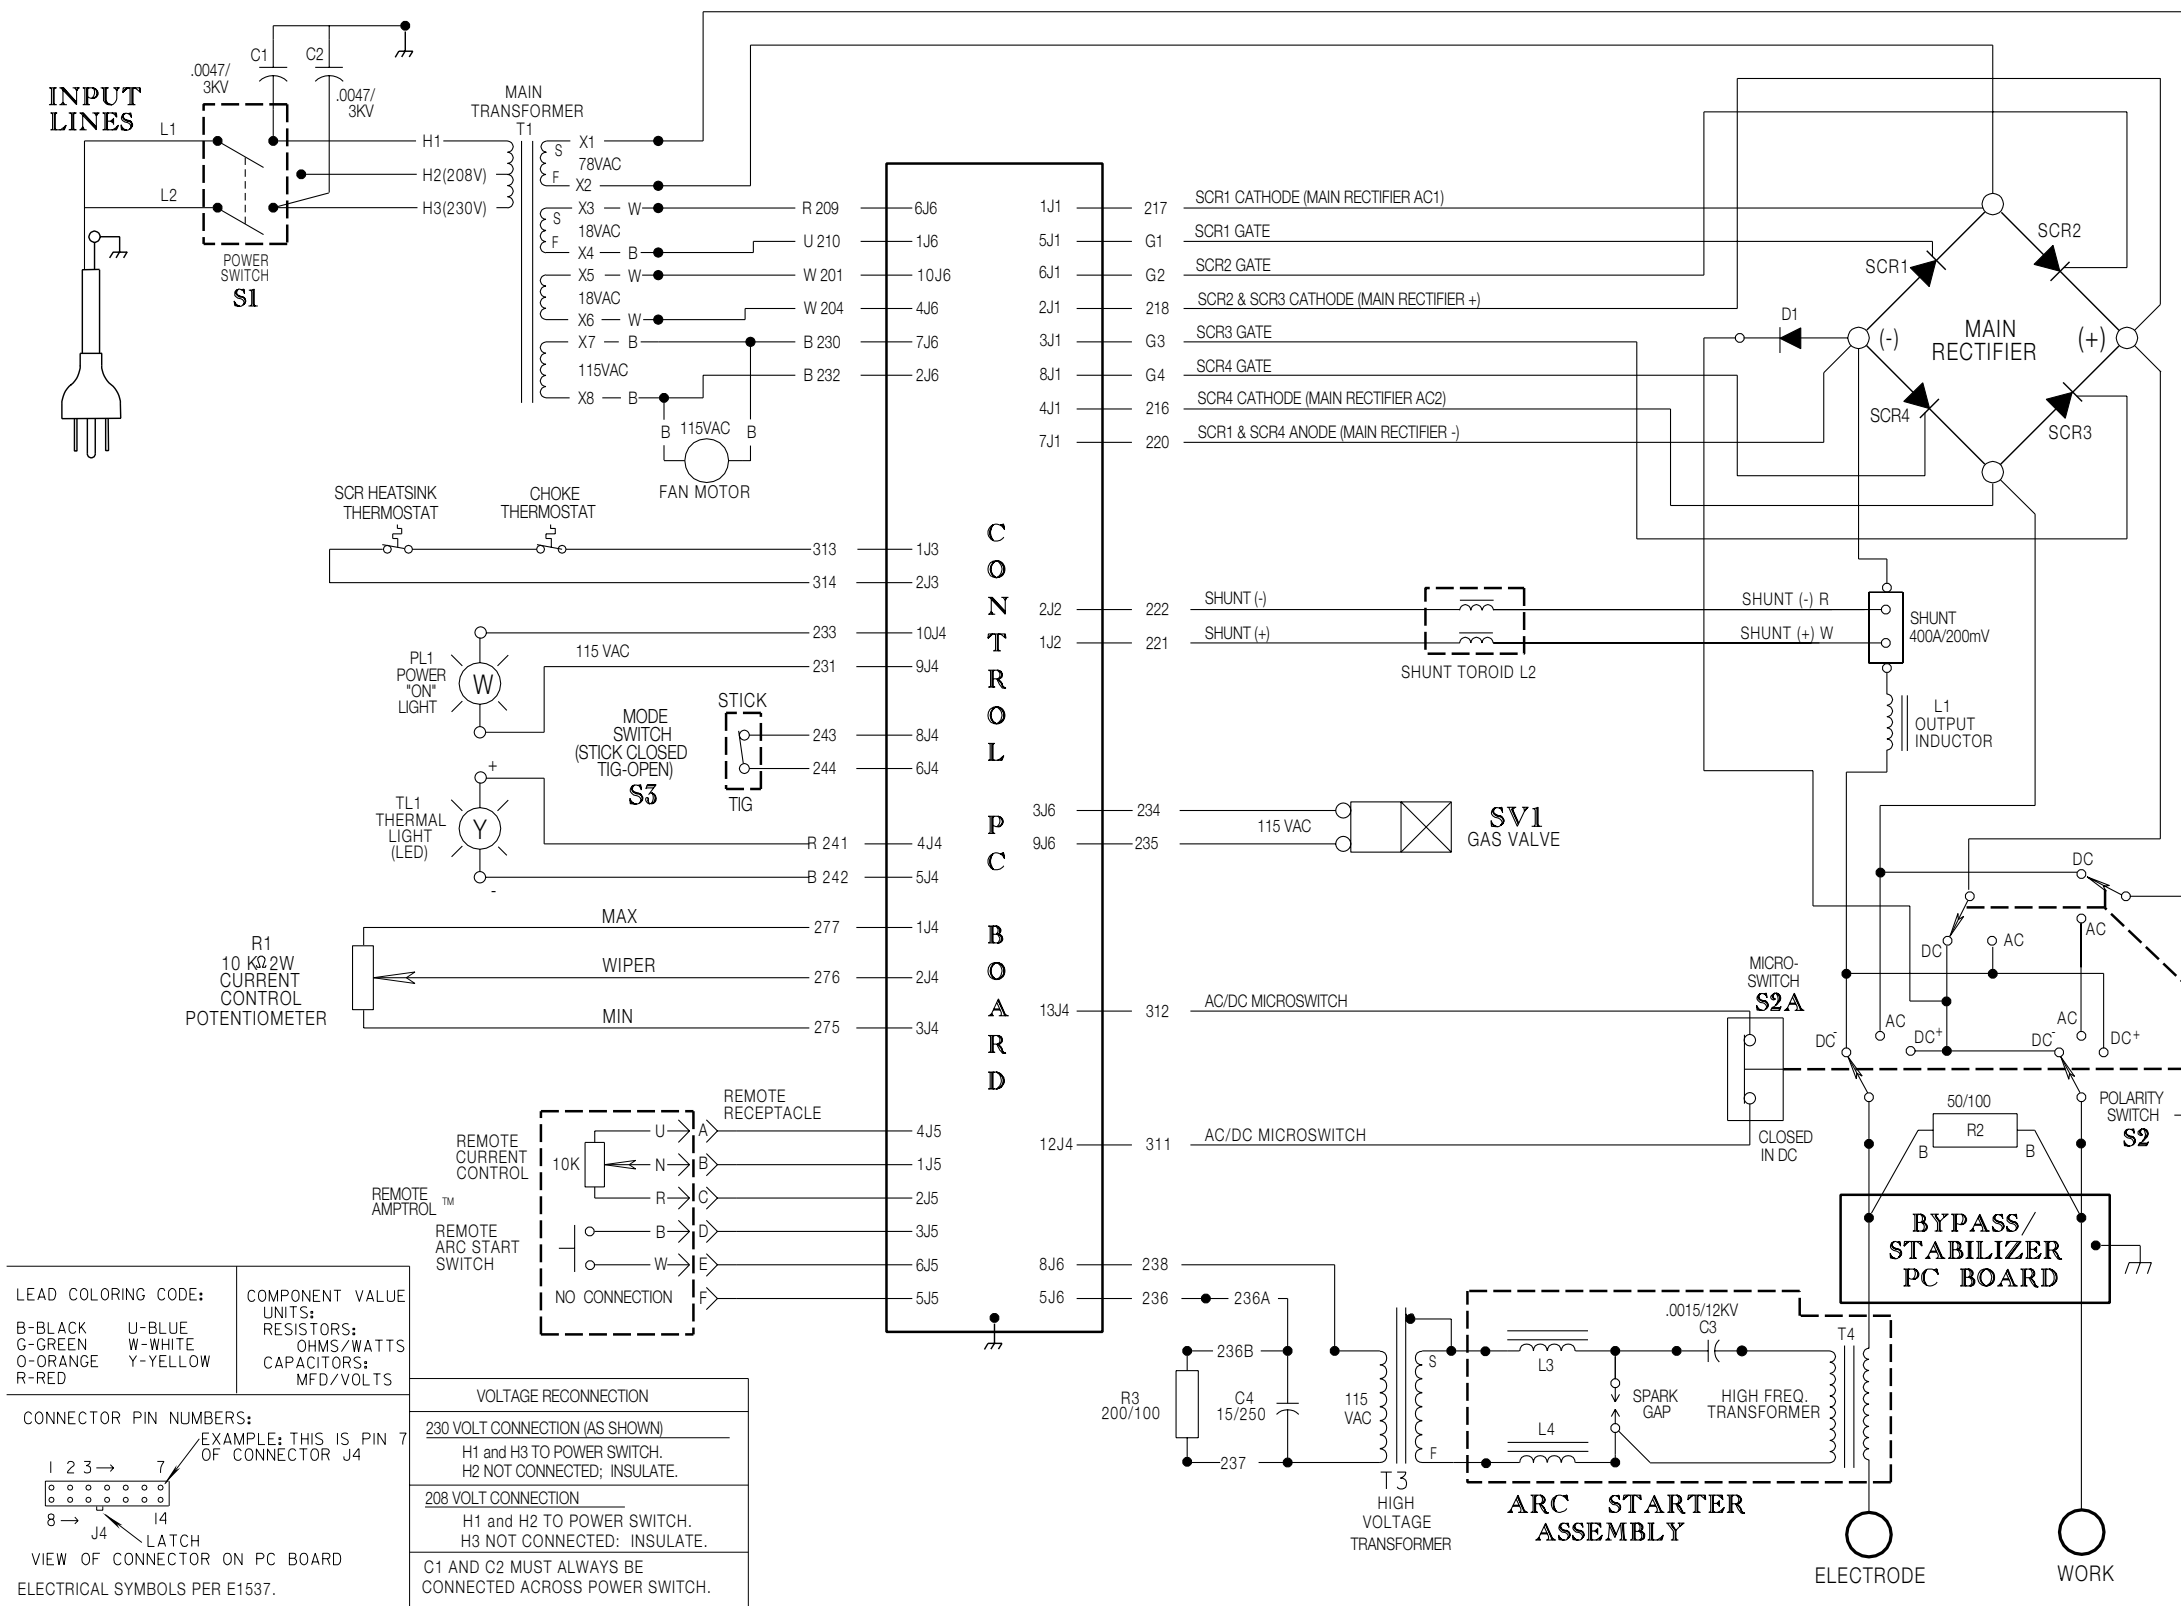 INPUT
LINES
C1
C2
.0047/
3KV
.0047/
3KV
L1
L2
POWER
SWITCH
S1
MAIN
TRANSFORMER
T1
H1
H2(208V)
H3(230V)
S
F
X1
78VAC
X2
S
F
X3
W
18VAC
X4
B
X5
W
18VAC
X6
W
X7
B
115VAC
X8
B
R 209
U 210
W 201
W 204
B 230
B 232
6J6
1J6
10J6
4J6
7J6
2J6
B
115VAC
B
FAN MOTOR
SCR HEATSINK
THERMOSTAT
CHOKE
THERMOSTAT
313
314
1J3
2J3
PL1
POWER
"ON"
LIGHT
W
115 VAC
233
231
10J4
9J4
MODE
SWITCH
(STICK CLOSED
TIG-OPEN)
S3
STICK
TIG
243
244
8J4
6J4
TL1
THERMAL
LIGHT
(LED)
+
Y
-
R 241
B 242
4J4
5J4
R1
10 KΩ 2W
CURRENT
CONTROL
POTENTIOMETER
MAX
WIPER
MIN
277
276
275
1J4
2J4
3J4
REMOTE
RECEPTACLE
REMOTE
CURRENT
CONTROL
10K
REMOTE
AMPTROL ™
REMOTE
ARC START
SWITCH
NO CONNECTION
U
N
R
B
W
A
B
C
D
E
F
4J5
1J5
2J5
3J5
6J5
5J5
CONTROL PC BOARD
1J1
5J1
6J1
2J1
3J1
8J1
4J1
7J1
217
G1
G2
218
G3
G4
216
220
SCR1 CATHODE (MAIN RECTIFIER AC1)
SCR1 GATE
SCR2 GATE
SCR2 & SCR3 CATHODE (MAIN RECTIFIER +)
SCR3 GATE
SCR4 GATE
SCR4 CATHODE (MAIN RECTIFIER AC2)
SCR1 & SCR4 ANODE (MAIN RECTIFIER -)
SCR1
SCR2
D1
(-)
MAIN
RECTIFIER
(+)
SCR4
SCR3
2J2
1J2
222
221
SHUNT (-)
SHUNT (+)
SHUNT TOROID L2
SHUNT (-) R
SHUNT (+) W
SHUNT
400A/200mV
L1
OUTPUT
INDUCTOR
3J6
9J6
234
235
115 VAC
SV1
GAS VALVE
13J4
12J4
312
311
AC/DC MICROSWITCH
AC/DC MICROSWITCH
MICRO-
SWITCH
S2A
CLOSED
IN DC
DC
AC
DC
AC
DC-
AC
DC+
DC-
AC
DC+
POLARITY
SWITCH
S2
50/100
R2
B
B
BYPASS/
STABILIZER
PC BOARD
8J6
5J6
238
236
236A
236B
237
R3
200/100
C4
15/250
115
VAC
S
F
T3
HIGH
VOLTAGE
TRANSFORMER
L3
L4
.0015/12KV
C3
SPARK
GAP
HIGH FREQ.
TRANSFORMER
T4
ARC STARTER
ASSEMBLY
ELECTRODE
WORK
LEAD COLORING CODE:
B-BLACK U-BLUE
G-GREEN W-WHITE
O-ORANGE Y-YELLOW
R-RED
COMPONENT VALUE
UNITS:
RESISTORS:
OHMS/WATTS
CAPACITORS:
MFD/VOLTS
CONNECTOR PIN NUMBERS:
EXAMPLE: THIS IS PIN 7
OF CONNECTOR J4
1 2 3 → 7
8 → 14
J4
LATCH
VIEW OF CONNECTOR ON PC BOARD
ELECTRICAL SYMBOLS PER E1537.
VOLTAGE RECONNECTION
230 VOLT CONNECTION (AS SHOWN)
H1 and H3 TO POWER SWITCH.
H2 NOT CONNECTED; INSULATE.
208 VOLT CONNECTION
H1 and H2 TO POWER SWITCH.
H3 NOT CONNECTED: INSULATE.
C1 AND C2 MUST ALWAYS BE
CONNECTED ACROSS POWER SWITCH.